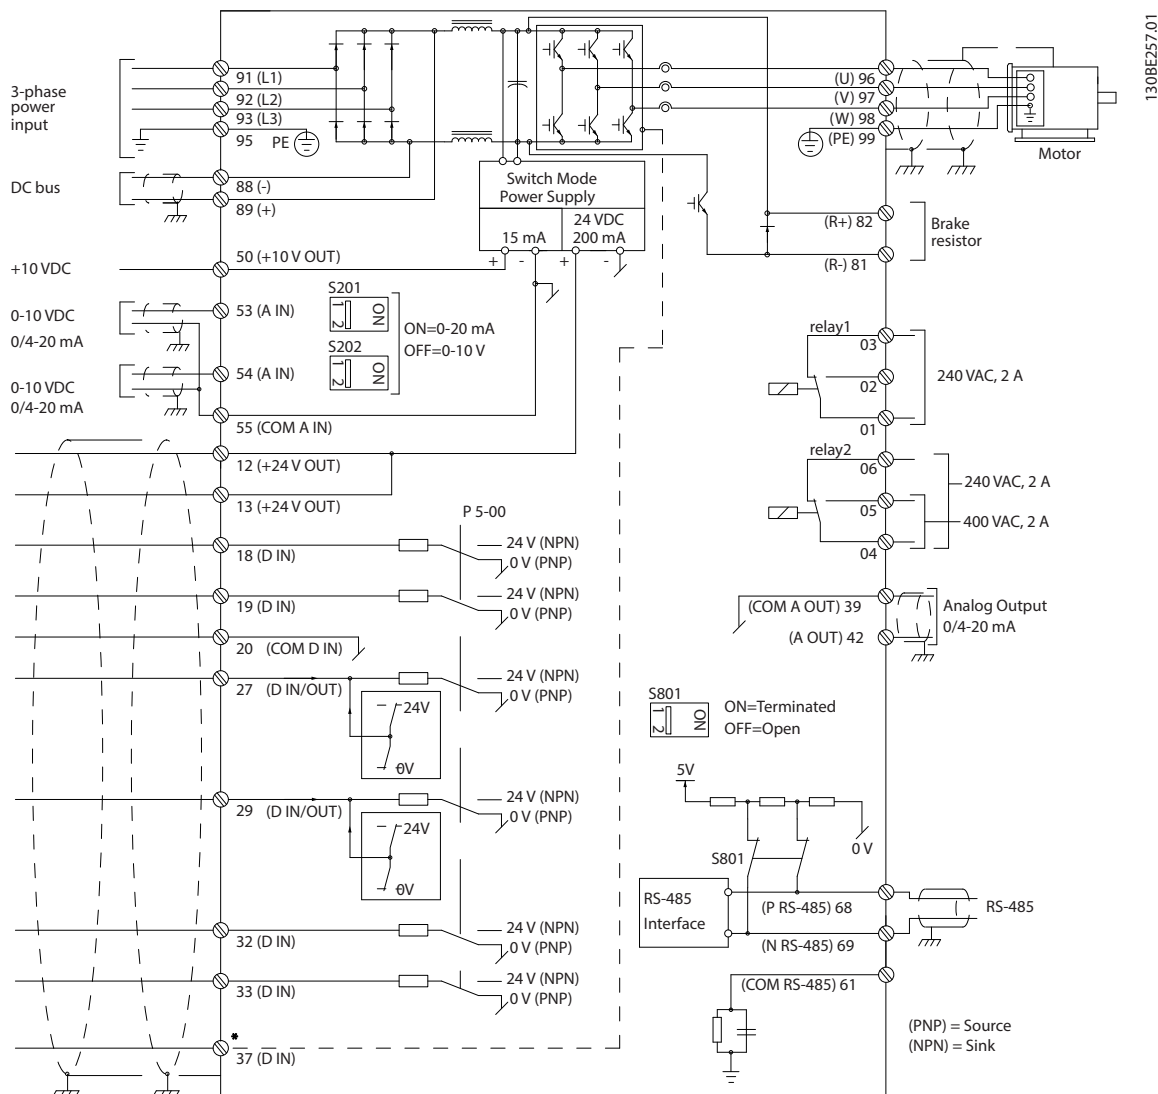 130BE257.01
3-phase
power
input
91 (L1)
92 (L2)
93 (L3)
95
PE
DC bus
88 (-)
89 (+)
+10 VDC
50 (+10 V OUT)
0-10 VDC
0/4-20 mA
53 (A IN)
0-10 VDC
0/4-20 mA
54 (A IN)
55 (COM A IN)
12 (+24 V OUT)
13 (+24 V OUT)
18 (D IN)
19 (D IN)
20 (COM D IN)
27 (D IN/OUT)
24V
0V
29 (D IN/OUT)
24V
0V
32 (D IN)
33 (D IN)
*
37 (D IN)
S201
1 2
ON
S202
1 2
ON
ON=0-20 mA
OFF=0-10 V
Switch Mode
Power Supply
15 mA
24 VDC
200 mA
+ - + -
P 5-00
24 V (NPN)
0 V (PNP)
24 V (NPN)
0 V (PNP)
24 V (NPN)
0 V (PNP)
24 V (NPN)
0 V (PNP)
24 V (NPN)
0 V (PNP)
24 V (NPN)
0 V (PNP)
(U) 96
(V) 97
(W) 98
(PE) 99
Motor
(R+) 82
Brake
resistor
(R-) 81
relay1
03
02
01
240 VAC, 2 A
relay2
06
05
04
240 VAC, 2 A
400 VAC, 2 A
(COM A OUT) 39
(A OUT) 42
Analog Output
0/4-20 mA
S801
1 2
ON
ON=Terminated
OFF=Open
5V
0 V
S801
RS-485
Interface
(P RS-485) 68
(N RS-485) 69
RS-485
(COM RS-485) 61
(PNP) = Source
(NPN) = Sink